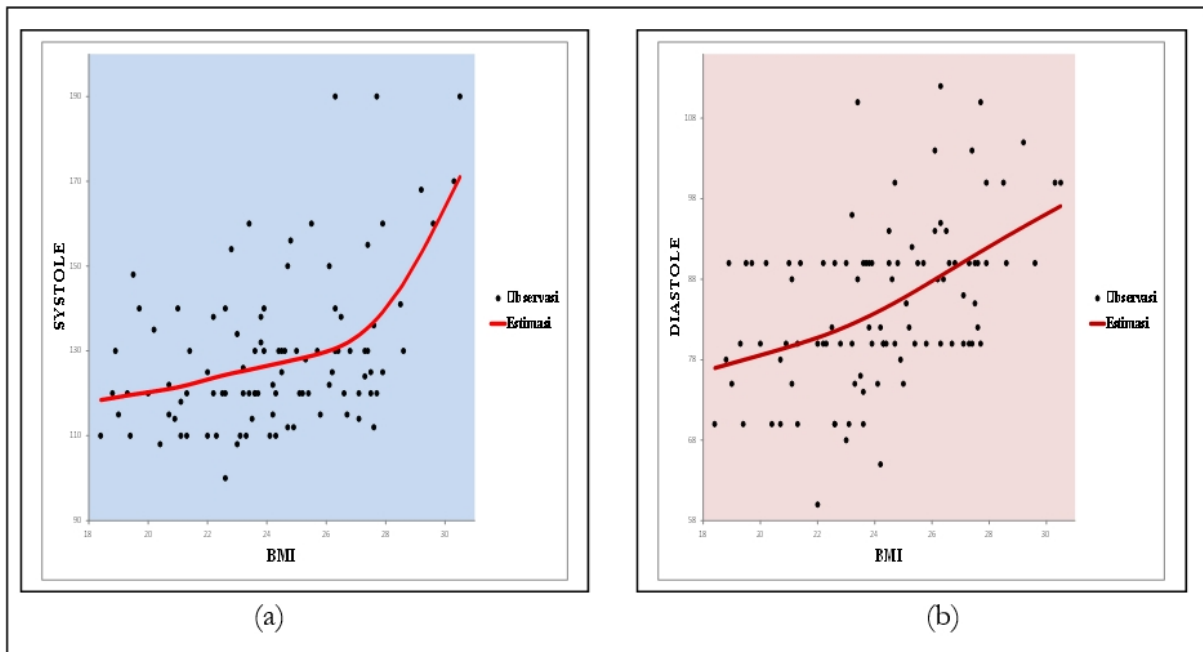 190
170
150
130
110
90
18
20
22
24
26
28
30
SYSTOLE
BMI
Observasi
Estimasi
(a)
108
98
88
78
68
58
18
20
22
24
26
28
30
DIASTOLE
BMI
Observasi
Estimasi
(b)